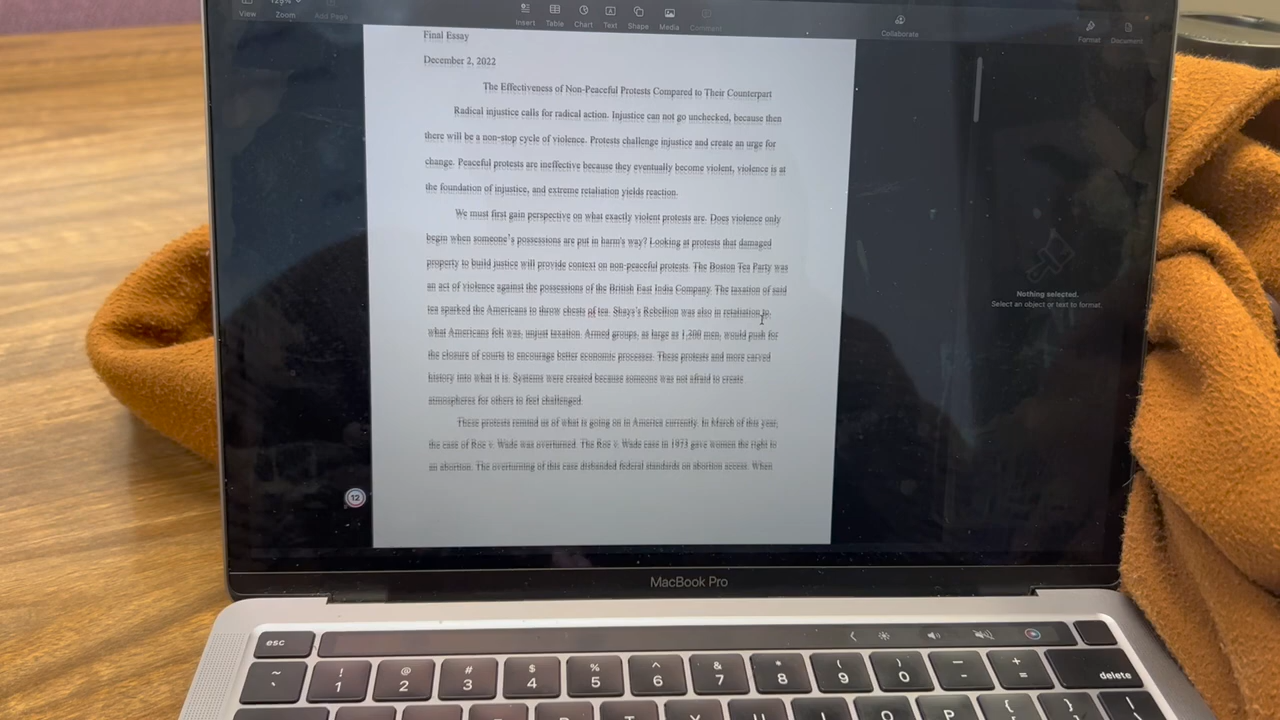 View
125%
Zoom
Add Page
Insert
Table
Chart
Text
Shape
Media
Comment
Collaborate
Format
Document
Final Essay
December 2, 2022
The Effectiveness of Non-Peaceful Protests Compared to Their Counterpart
Radical injustice calls for radical action. Injustice can not go unchecked, because then
there will be a non-stop cycle of violence. Protests challenge injustice and create an urge for
change. Peaceful protests are ineffective because they eventually become violent, violence is at
the foundation of injustice, and extreme retaliation yields reaction.
We must first gain perspective on what exactly violent protests are. Does violence only
begin when someone's possessions are put in harm's way? Looking at protests that damaged
property to build justice will provide context on non-peaceful protests. The Boston Tea Party was
an act of violence against the possessions of the British East India Company. The taxation of said
tea sparked the Americans to throw chests of tea. Shays's Rebellion was also in retaliation to,
what Americans felt was, unjust taxation. Armed groups, as large as 1,200 men, would push for
the closure of courts to encourage better economic processes. These protests and more carved
history into what it is. Systems were created because someone was not afraid to create
atmospheres for others to feel challenged.
These protests remind us of what is going on in America currently. In March of this year,
the case of Roe v. Wade was overturned. The Roe v. Wade case in 1973 gave women the right to
an abortion. The overturning of this case disbanded federal standards on abortion access. When
12
Nothing selected.
Select an object or text to format.
MacBook Pro
esc
~ ! @ # $ % ^ & * ( ) — +
` 1 2 3 4 5 6 7 8 9 0 - =
delete
O P { }